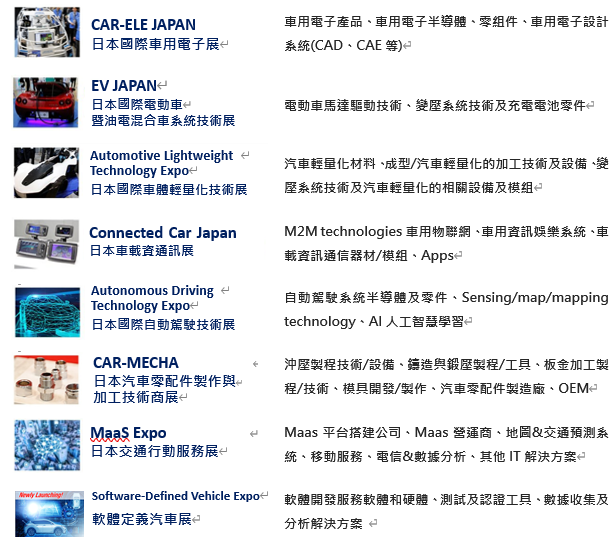 CAR-ELE JAPAN
日本國際車用電子展
車用電子產品、車用電子半導體、零組件、車用電子設計
系統(CAD、CAE 等)
EV JAPAN
日本國際電動車
暨油電混合車系統技術展
電動車馬達驅動技術、變壓系統技術及充電電池零件
Automotive Lightweight
Technology Expo
日本國際車體輕量化技術展
汽車輕量化材料、成型/汽車輕量化的加工技術及設備、變
壓系統技術及汽車輕量化的相關設備及模組
Connected Car Japan
日本車載資通訊展
M2M technologies 車用物聯網、車用資訊娛樂系統、車
載資訊通信器材/模組、Apps
Autonomous Driving
Technology Expo
日本國際自動駕駛技術展
自動駕駛系統半導體及零件、Sensing/map/mapping
technology、AI 人工智慧學習
CAR-MECHA
日本汽車零配件製作與
加工技術商展
沖壓製程技術/設備、鑄造與鍛壓製程/工具、板金加工製
程/技術、模具開發/製作、汽車零配件製造廠、OEM
MaaS Expo
日本交通行動服務展
Maas 平台搭建公司、Maas 營運商、地圖&交通預測系
統、移動服務、電信&數據分析、其他 IT 解決方案
Newly Launching!
Software-Defined Vehicle Expo
軟體定義汽車展
軟體開發服務軟體和硬體、測試及認證工具、數據收集及
分析解決方案